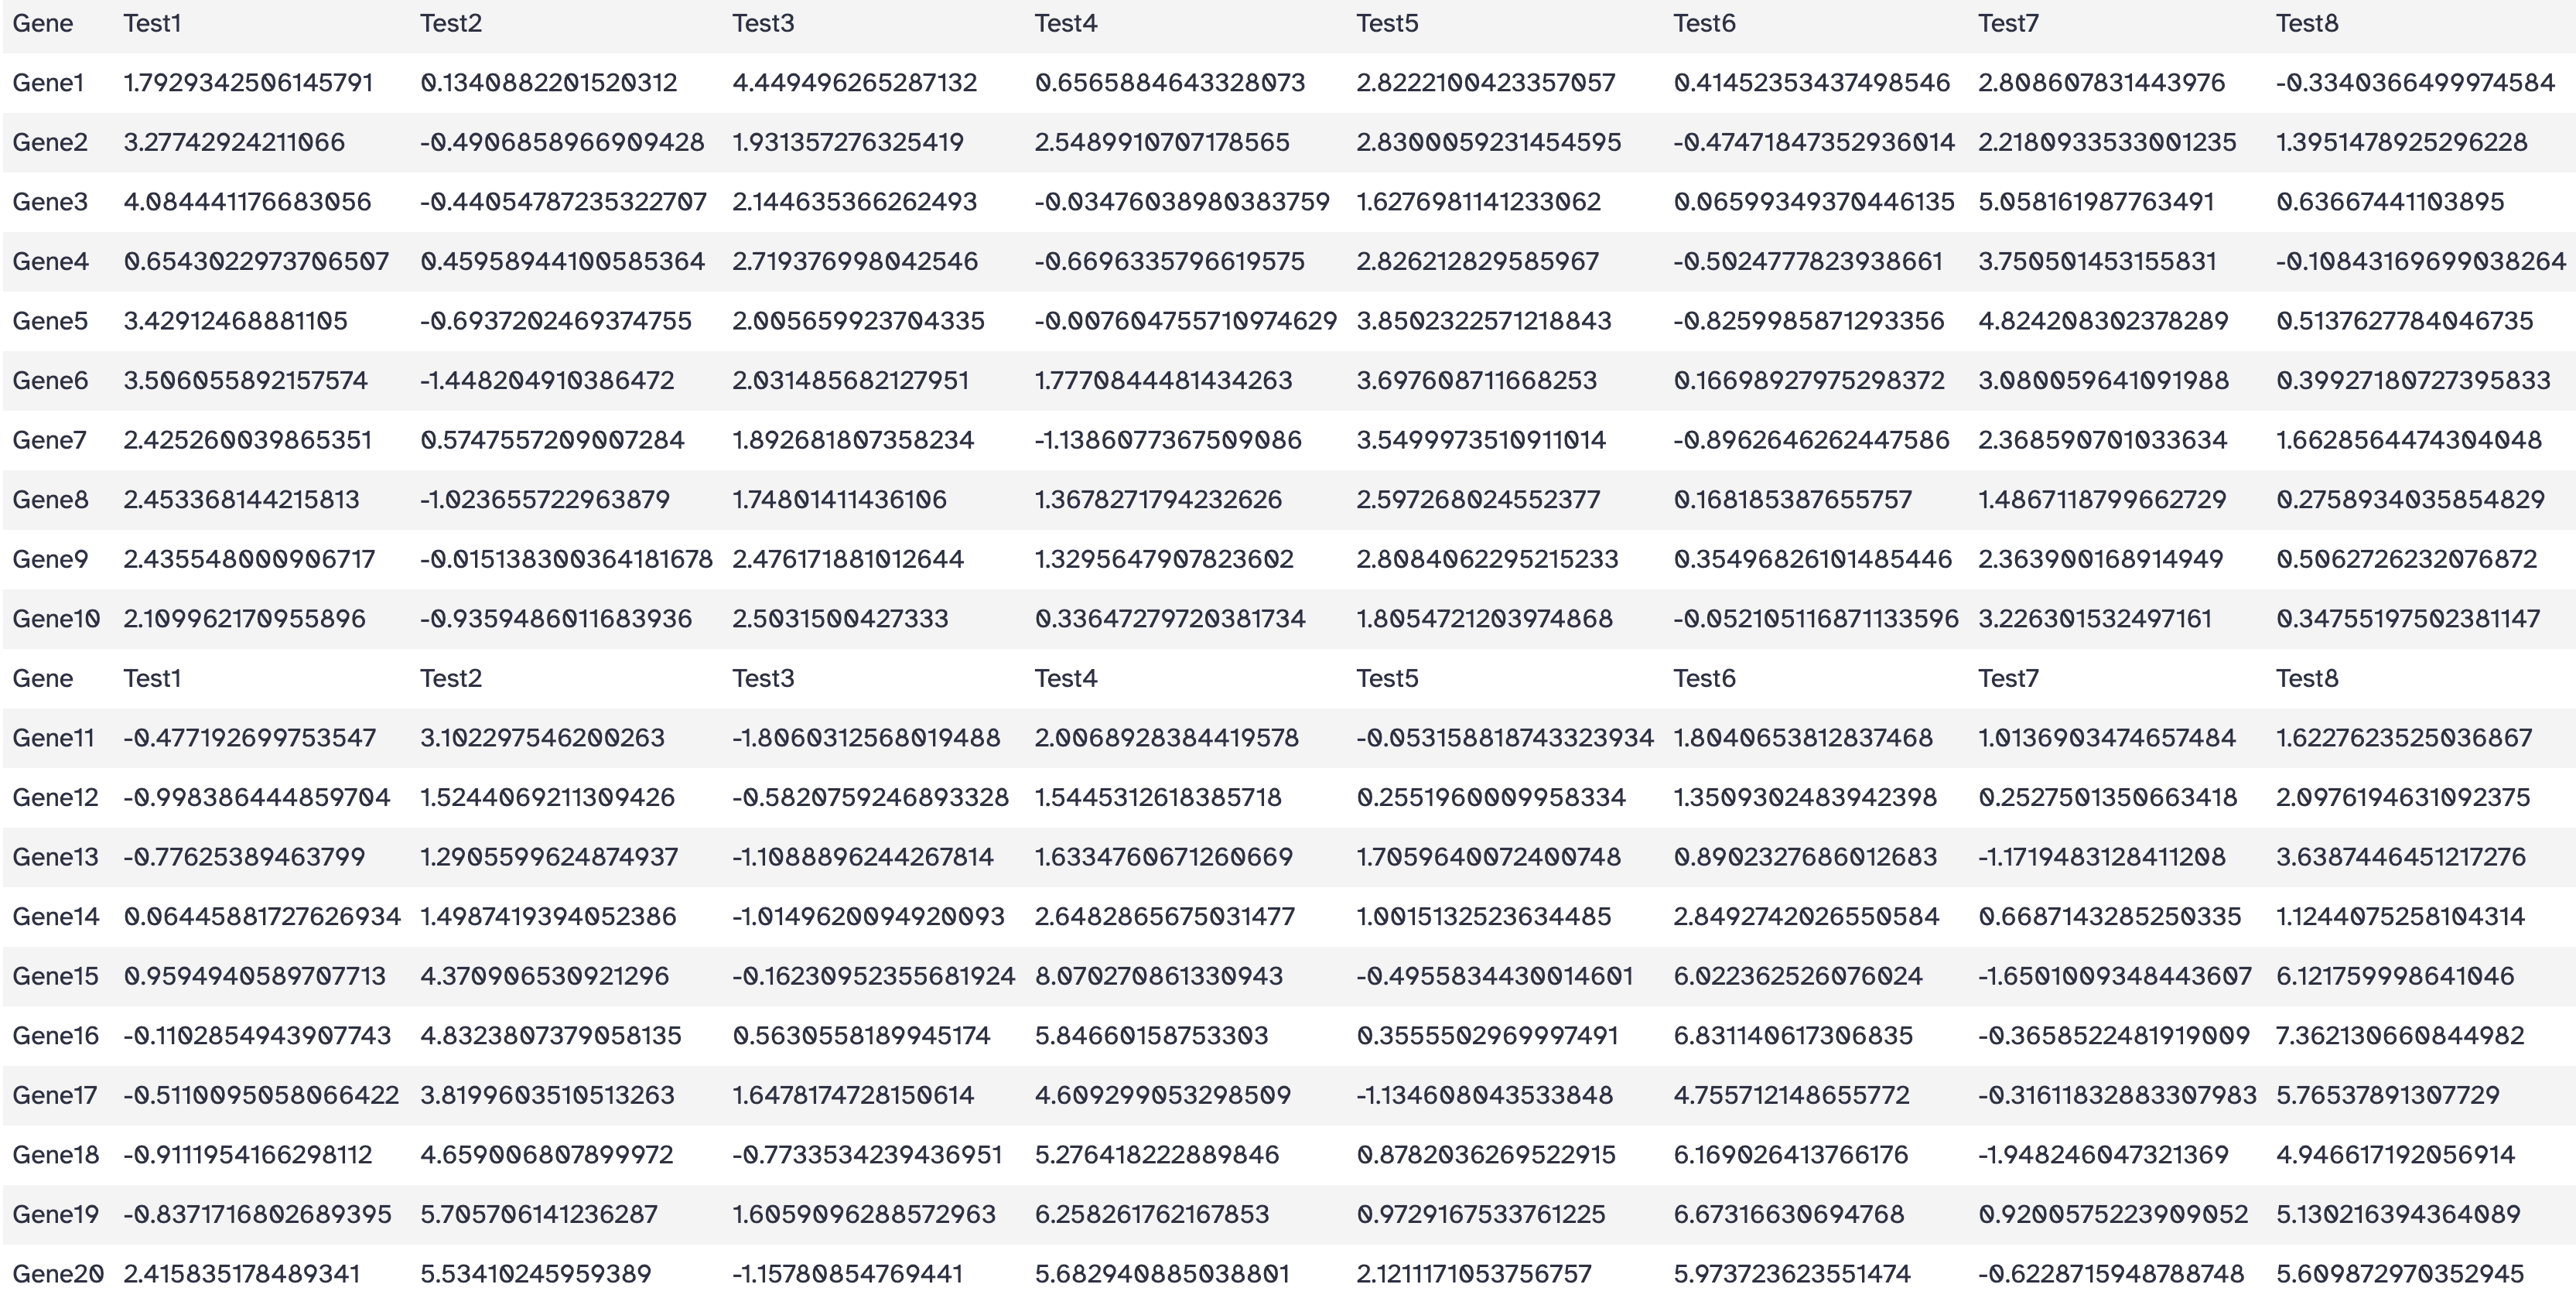 Gene Test1 Test2 Test3 Test4 Test5 Test6 Test7 Test8
Gene1 1.7929342506145791 0.1340882201520312 4.449496265287132 0.6565884643328073 2.8222100423357057 0.41452353437498546 2.808607831443976 -0.3340366499974584
Gene2 3.27742924211066 -0.4906858966909428 1.931357276325419 2.5489910707178565 2.8300059231454595 -0.47471847352936014 2.2180933533001235 1.3951478925296228
Gene3 4.084441176683056 -0.44054787235322707 2.144635366262493 -0.03476038980383759 1.6276981141233062 0.06599349370446135 5.058161987763491 0.63667441103895
Gene4 0.6543022973706507 0.45958944100585364 2.719376998042546 -0.6696335796619575 2.826212829585967 -0.5024777823938661 3.750501453155831 -0.10843169699038264
Gene5 3.42912468881105 -0.6937202469374755 2.005659923704335 -0.007604755710974629 3.8502322571218843 -0.8259985871293356 4.824208302378289 0.5137627784046735
Gene6 3.506055892157574 -1.448204910386472 2.031485682127951 1.7770844481434263 3.697608711668253 0.16698927975298372 3.080059641091988 0.39927180727395833
Gene7 2.425260039865351 0.5747557209007284 1.892681807358234 -1.1386077367509086 3.5499973510911014 -0.8962646262447586 2.368590701033634 1.6628564474304048
Gene8 2.453368144215813 -1.023655722963879 1.74801411436106 1.3678271794232626 2.597268024552377 0.168185387655757 1.4867118799662729 0.2758934035854829
Gene9 2.435548000906717 -0.015138300364181678 2.476171881012644 1.3295647907823602 2.8084062295215233 0.35496826101485446 2.363900168914949 0.5062726232076872
Gene10 2.109962170955896 -0.9359486011683936 2.5031500427333 0.33647279720381734 1.8054721203974868 -0.052105116871133596 3.226301532497161 0.34755197502381147
Gene Test1 Test2 Test3 Test4 Test5 Test6 Test7 Test8
Gene11 -0.477192699753547 3.102297546200263 -1.8060312568019488 2.0068928384419578 -0.053158818743323934 1.8040653812837468 1.0136903474657484 1.6227623525036867
Gene12 -0.998386444859704 1.5244069211309426 -0.5820759246893328 1.5445312618385718 0.2551960009958334 1.3509302483942398 0.2527501350663418 2.0976194631092375
Gene13 -0.77625389463799 1.2905599624874937 -1.1088896244267814 1.6334760671260669 1.7059640072400748 0.8902327686012683 -1.1719483128411208 3.6387446451217276
Gene14 0.06445881727626934 1.4987419394052386 -1.0149620094920093 2.6482865675031477 1.0015132523634485 2.8492742026550584 0.6687143285250335 1.1244075258104314
Gene15 0.9594940589707713 4.370906530921296 -0.16230952355681924 8.070270861330943 -0.4955834430014601 6.022362526076024 -1.6501009348443607 6.121759998641046
Gene16 -0.1102854943907743 4.8323807379058135 0.5630558189945174 5.84660158753303 0.3555502969997491 6.831140617306835 -0.3658522481919009 7.362130660844982
Gene17 -0.5110095058066422 3.8199603510513263 1.6478174728150614 4.609299053298509 -1.134608043533848 4.755712148655772 -0.31611832883307983 5.76537891307729
Gene18 -0.9111954166298112 4.659006807899972 -0.7733534239436951 5.276418222889846 0.8782036269522915 6.169026413766176 -1.948246047321369 4.946617192056914
Gene19 -0.8371716802689395 5.705706141236287 1.6059096288572963 6.258261762167853 0.9729167533761225 6.67316630694768 0.9200575223909052 5.130216394364089
Gene20 2.415835178489341 5.53410245959389 -1.15780854769441 5.682940885038801 2.1211171053756757 5.973723623551474 -0.6228715948788748 5.609872970352945